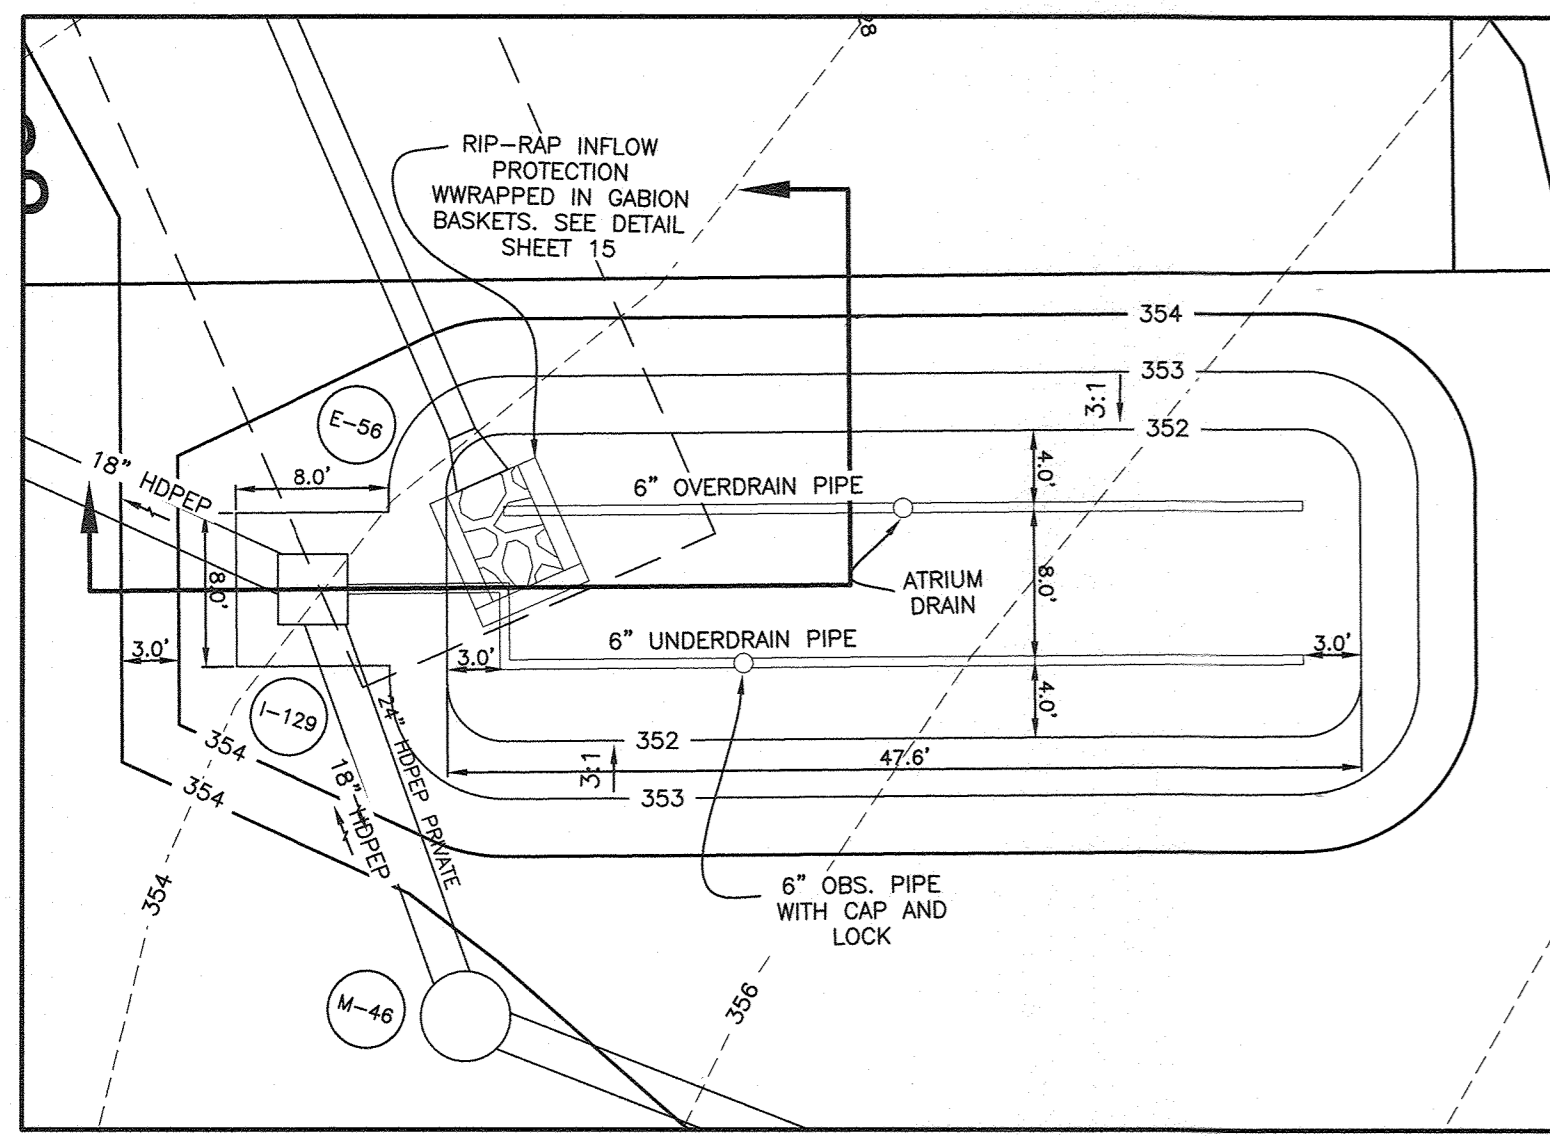 28
RIP-RAP INFLOW
PROTECTION
WWRAPPED IN GABION
BASKETS. SEE DETAIL
SHEET 15
354
353
3:1
352
E-56
18" HDPEP
8.0'
6" OVERDRAIN PIPE
4.0'
ATRIUM
DRAIN
8.0'
8.0'
6" UNDERDRAIN PIPE
3.0'
3.0'
3.0'
4.0'
I-129
24" HDPEP PRIVATE
354
352
3:1
47.6'
354
353
18" HDPEP
354
6" OBS. PIPE
WITH CAP AND
LOCK
M-46
356